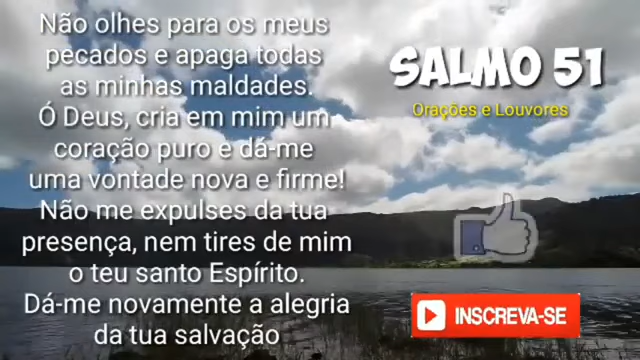 Não olhes para os meus
pecados e apaga todas
as minhas maldades.
Ó Deus, cria em mim um
coração puro e dá-me
uma vontade nova e firme!
Não me expulses da tua
presença, nem tires de mim
o teu santo Espírito.
Dá-me novamente a alegria
da tua salvação
SALMO 51
Orações e Louvores
INSCREVA-SE